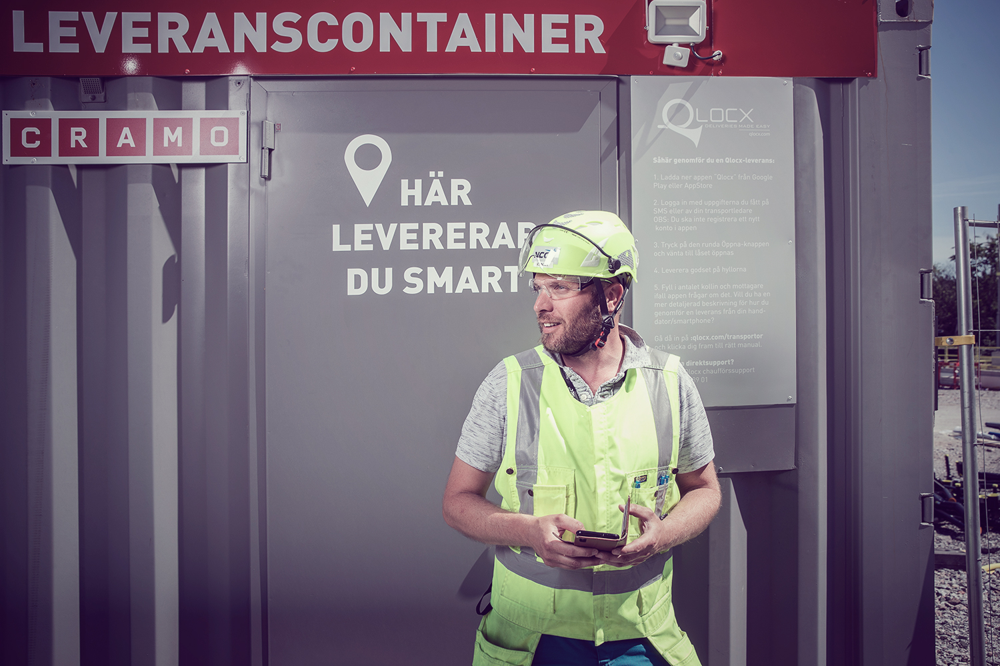 LEVERANSCONTAINER
CRAMO
HÄR
LEVERERAR
DU SMART
QLOCX
DELIVERIES MADE EASY
qlocx.com
Såhär genomför du en Qlocx-leverans:
1. Ladda ner appen "Qlocx" från Google
Play eller AppStore
2. Logga in med uppgifterna du fått på
SMS eller av din transportledare
OBS: Du ska inte registrera ett nytt
konto i appen
3. Tryck på den runda Öppna-knappen
och vänta till låset öppnas
4. Leverera godset på hyllorna
5. Fyll i antalet kollin och mottagare
ifall appen frågar om det. Vill du ha en
mer detaljerad beskrivning för hur du
genomför en leverans från din hand-
dator/smartphone?
Gå då in på :qlocx.com/transportor
och klicka dig fram till rätt manual.
direktsupport?
locx chaufförssupport
89 01
NCC